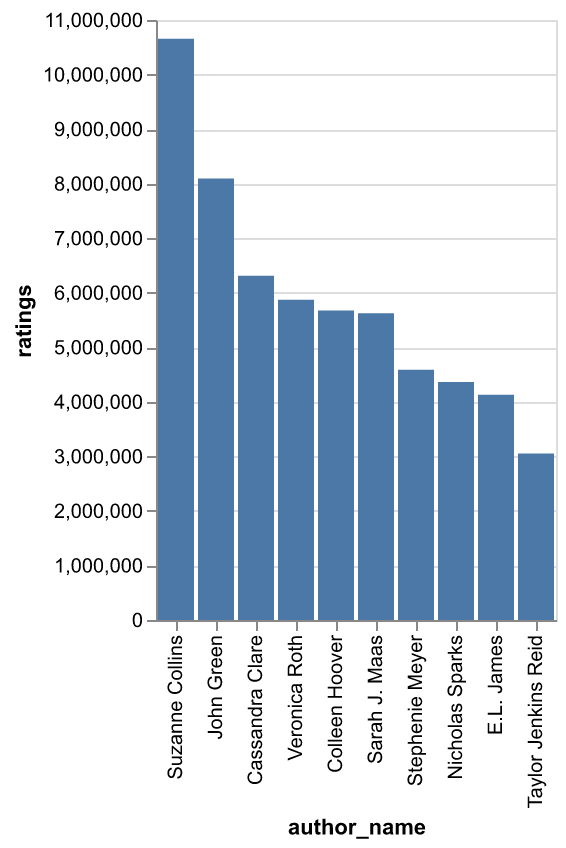 11,000,000
10,000,000
9,000,000
8,000,000
7,000,000
6,000,000
5,000,000
4,000,000
3,000,000
2,000,000
1,000,000
0
ratings
Suzanne Collins
John Green
Cassandra Clare
Veronica Roth
Colleen Hoover
Sarah J. Maas
Stephenie Meyer
Nicholas Sparks
E.L. James
Taylor Jenkins Reid
author_name